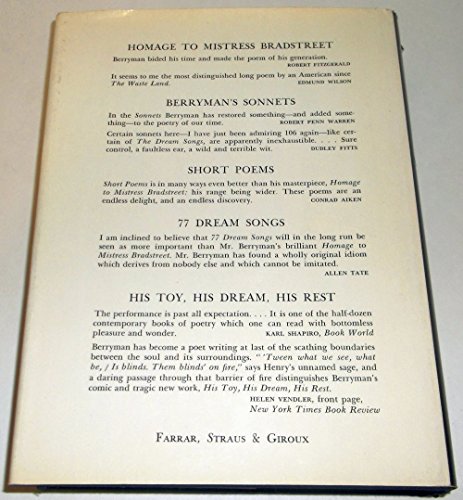 HOMAGE TO MISTRESS BRADSTREET
Berryman bided his time and made the poem of his generation.
ROBERT FITZGERALD
It seems to me the most distinguished long poem by an American since
The Waste Land. EDMUND WILSON
BERRYMAN'S SONNETS
In the Sonnets Berryman has restored something—and added some-
thing—to the poetry of our time. ROBERT PENN WARREN
Certain sonnets here—I have just been admiring 106 again—like cer-
tain of The Dream Songs, are apparently inexhaustible. . . . Sure
control, a faultless ear, a wild and terrible wit. DUDLEY FITTS
SHORT POEMS
Short Poems is in many ways even better than his masterpiece, Homage
to Mistress Bradstreet; his range being wider. These poems are an
endless delight, and an endless discovery. CONRAD AIKEN
77 DREAM SONGS
I am inclined to believe that 77 Dream Songs will in the long run be
seen as more important than Mr. Berryman's brilliant Homage to
Mistress Bradstreet. Mr. Berryman has found a wholly original idiom
which derives from nobody else and which cannot be imitated.
ALLEN TATE
HIS TOY, HIS DREAM, HIS REST
The performance is past all expectation. . . . It is one of the half-dozen
contemporary books of poetry which one can read with bottomless
pleasure and wonder. KARL SHAPIRO, Book World
Berryman has become a poet writing at last of the scathing boundaries
between the soul and its surroundings. "'Tween what we see, what
be, / Is blinds. Them blinds' on fire," says Henry's unnamed sage, and
a daring passage through that barrier of fire distinguishes Berryman's
comic and tragic new work, His Toy, His Dream, His Rest.
HELEN VENDLER, front page,
New York Times Book Review
FARRAR, STRAUS & GIROUX